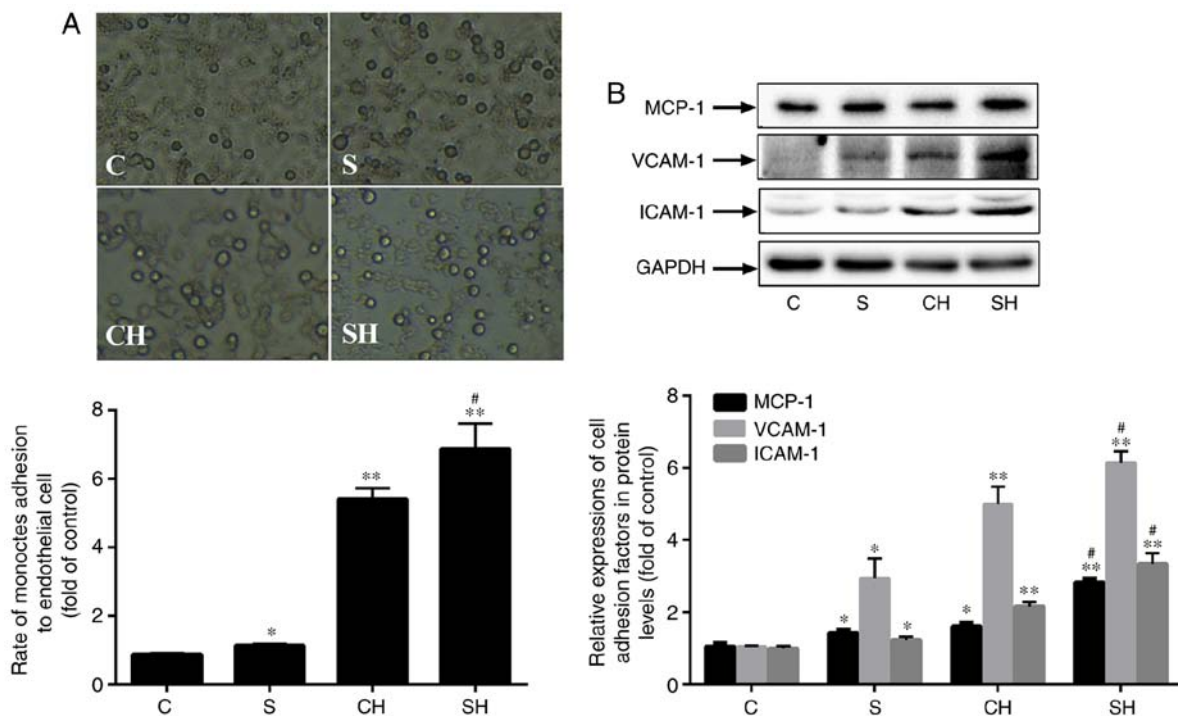 A
C
S
CH
SH
B
MCP-1
VCAM-1
ICAM-1
GAPDH
C S CH SH
Rate of monocytes adhesion
to endothelial cell
(fold of control)
8
6
4
2
0
*
**
#
**
C S CH SH
Relative expressions of cell
adhesion factors in protein
levels (fold of control)
8
6
4
2
0
MCP-1
VCAM-1
ICAM-1
* * *
* ** **
#
**
#
**
#
**
C S CH SH